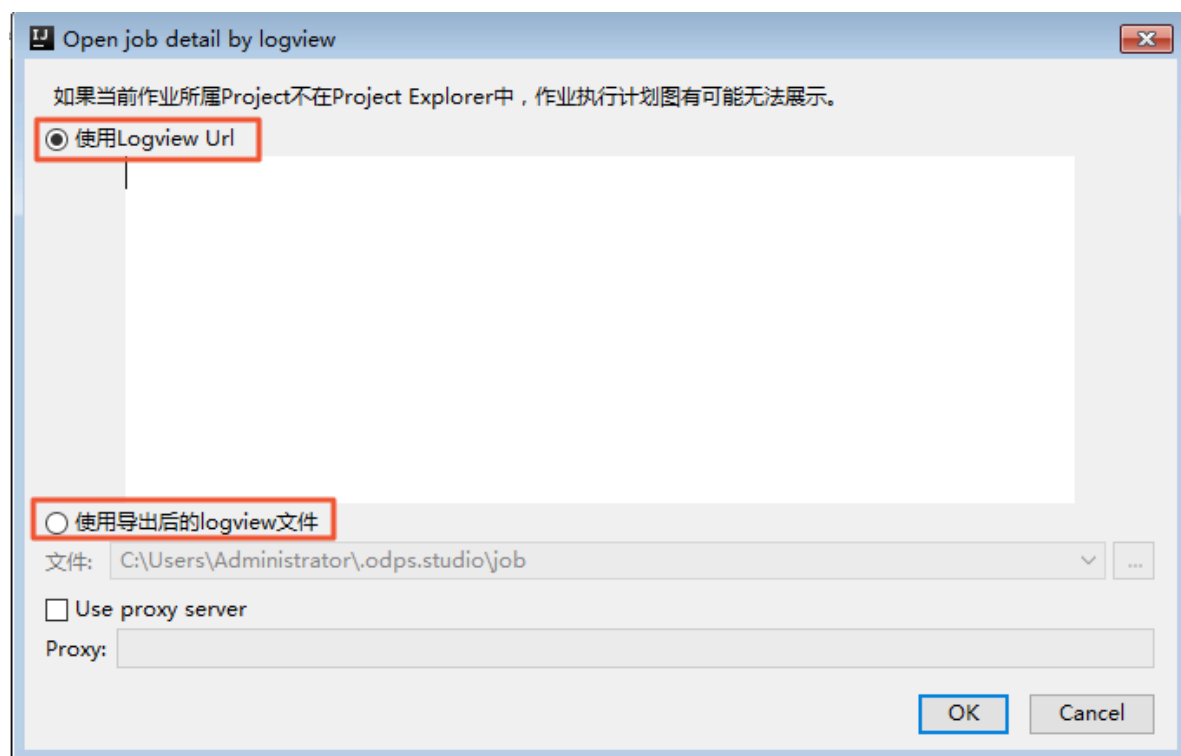 Open job detail by logview
如果当前作业所属Project不在Project Explorer中，作业执行计划图有可能无法展示。
使用Logview Url
使用导出后的logview文件
文件: C:\Users\Administrator\.odps.studio\job ...
Use proxy server
Proxy:
OK Cancel